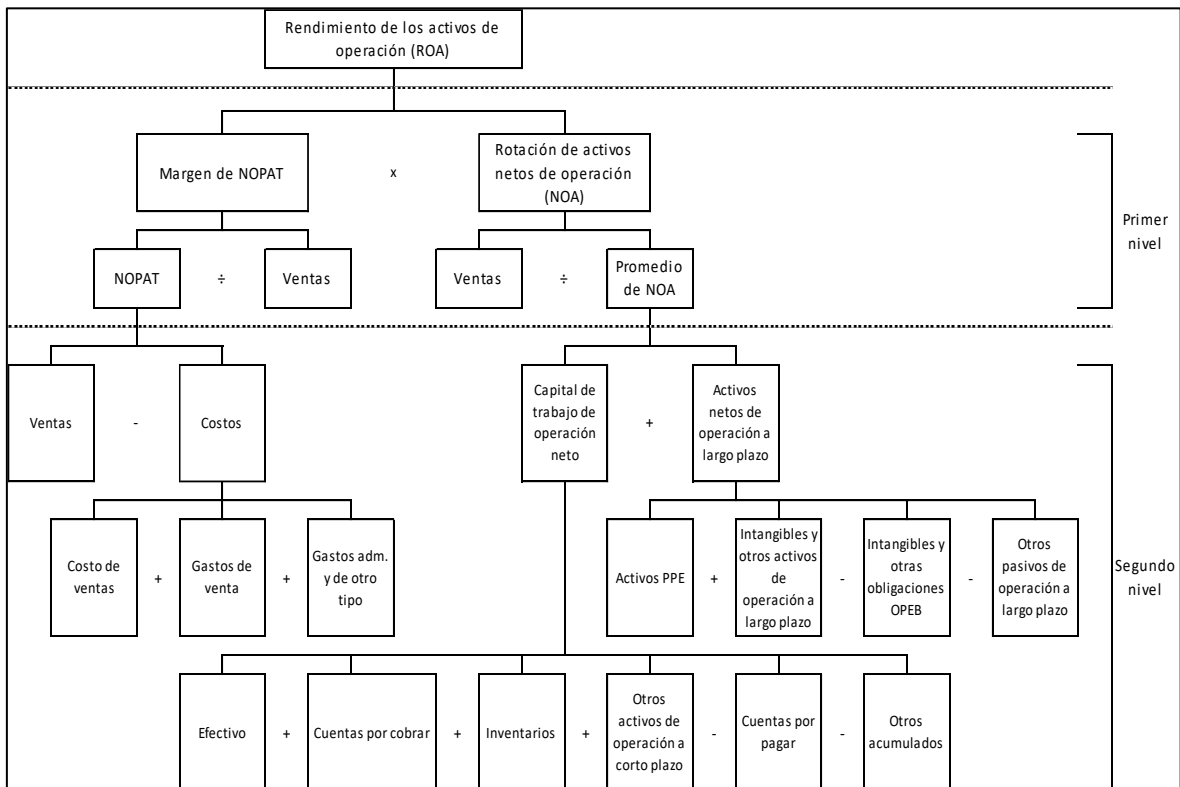 Rendimiento de los activos de
operación (ROA)
Margen de NOPAT
x
Rotación de activos
netos de operación
(NOA)
Primer
nivel
NOPAT
÷
Ventas
Ventas
÷
Promedio
de NOA
Ventas
-
Costos
Capital de
trabajo de
operación
neto
+
Activos
netos de
operación a
largo plazo
Segundo
nivel
Costo de
ventas
+
Gastos de
venta
+
Gastos adm.
y de otro
tipo
Activos PPE
+
Intangibles y
otros activos
de
operación a
largo plazo
-
Intangibles y
otras
obligaciones
OPEB
-
Otros
pasivos de
operación a
largo plazo
Efectivo
+
Cuentas por cobrar
+
Inventarios
+
Otros
activos de
operación a
corto plazo
-
Cuentas por
pagar
-
Otros
acumulados